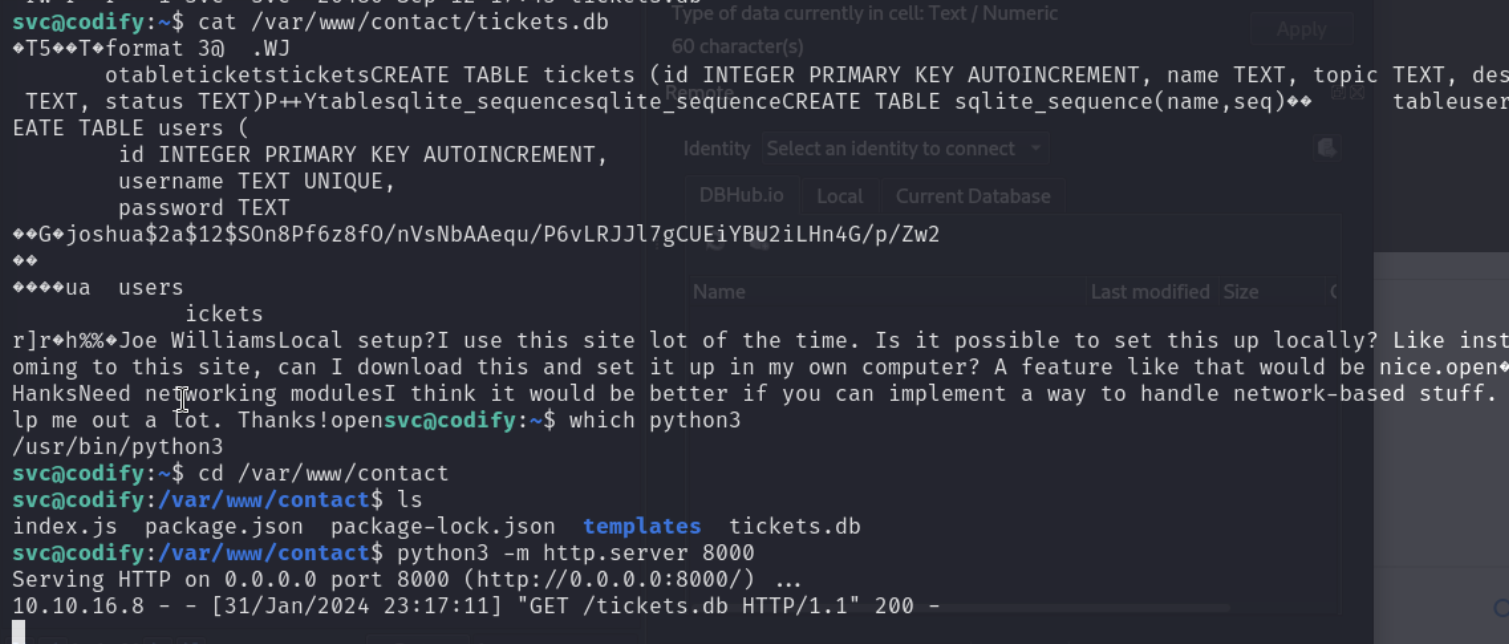 svc@codify:~$ cat /var/www/contact/tickets.db
�T5��T�format 3@  .WJ
otableticketsticketsCREATE TABLE tickets (id INTEGER PRIMARY KEY AUTOINCREMENT, name TEXT, topic TEXT, des
TEXT, status TEXT)P++Ytablesqlite_sequencesqlite_sequenceCREATE TABLE sqlite_sequence(name,seq)��      tableuser
EATE TABLE users (
id INTEGER PRIMARY KEY AUTOINCREMENT,
username TEXT UNIQUE,
password TEXT
��G�joshua$2a$12$SOn8Pf6z8fO/nVsNbAAequ/P6vLRJJl7gCUEiYBU2iLHn4G/p/Zw2
��
����ua  users
ickets
r]r�h%%�Joe WilliamsLocal setup?I use this site lot of the time. Is it possible to set this up locally? Like inst
oming to this site, can I download this and set it up in my own computer? A feature like that would be nice.open�
HanksNeed networking modulesI think it would be better if you can implement a way to handle network-based stuff.
lp me out a lot. Thanks!opensvc@codify:~$ which python3
/usr/bin/python3
svc@codify:~$ cd /var/www/contact
svc@codify:/var/www/contact$ ls
index.js  package.json  package-lock.json  templates  tickets.db
svc@codify:/var/www/contact$ python3 -m http.server 8000
Serving HTTP on 0.0.0.0 port 8000 (http://0.0.0.0:8000/) ...
10.10.16.8 - - [31/Jan/2024 23:17:11] "GET /tickets.db HTTP/1.1" 200 -
Type of data currently in cell: Text / Numeric
60 character(s)
Apply
Remote
Identity
Select an identity to connect
DBHub.io
Local
Current Database
Name
Last modified
Size